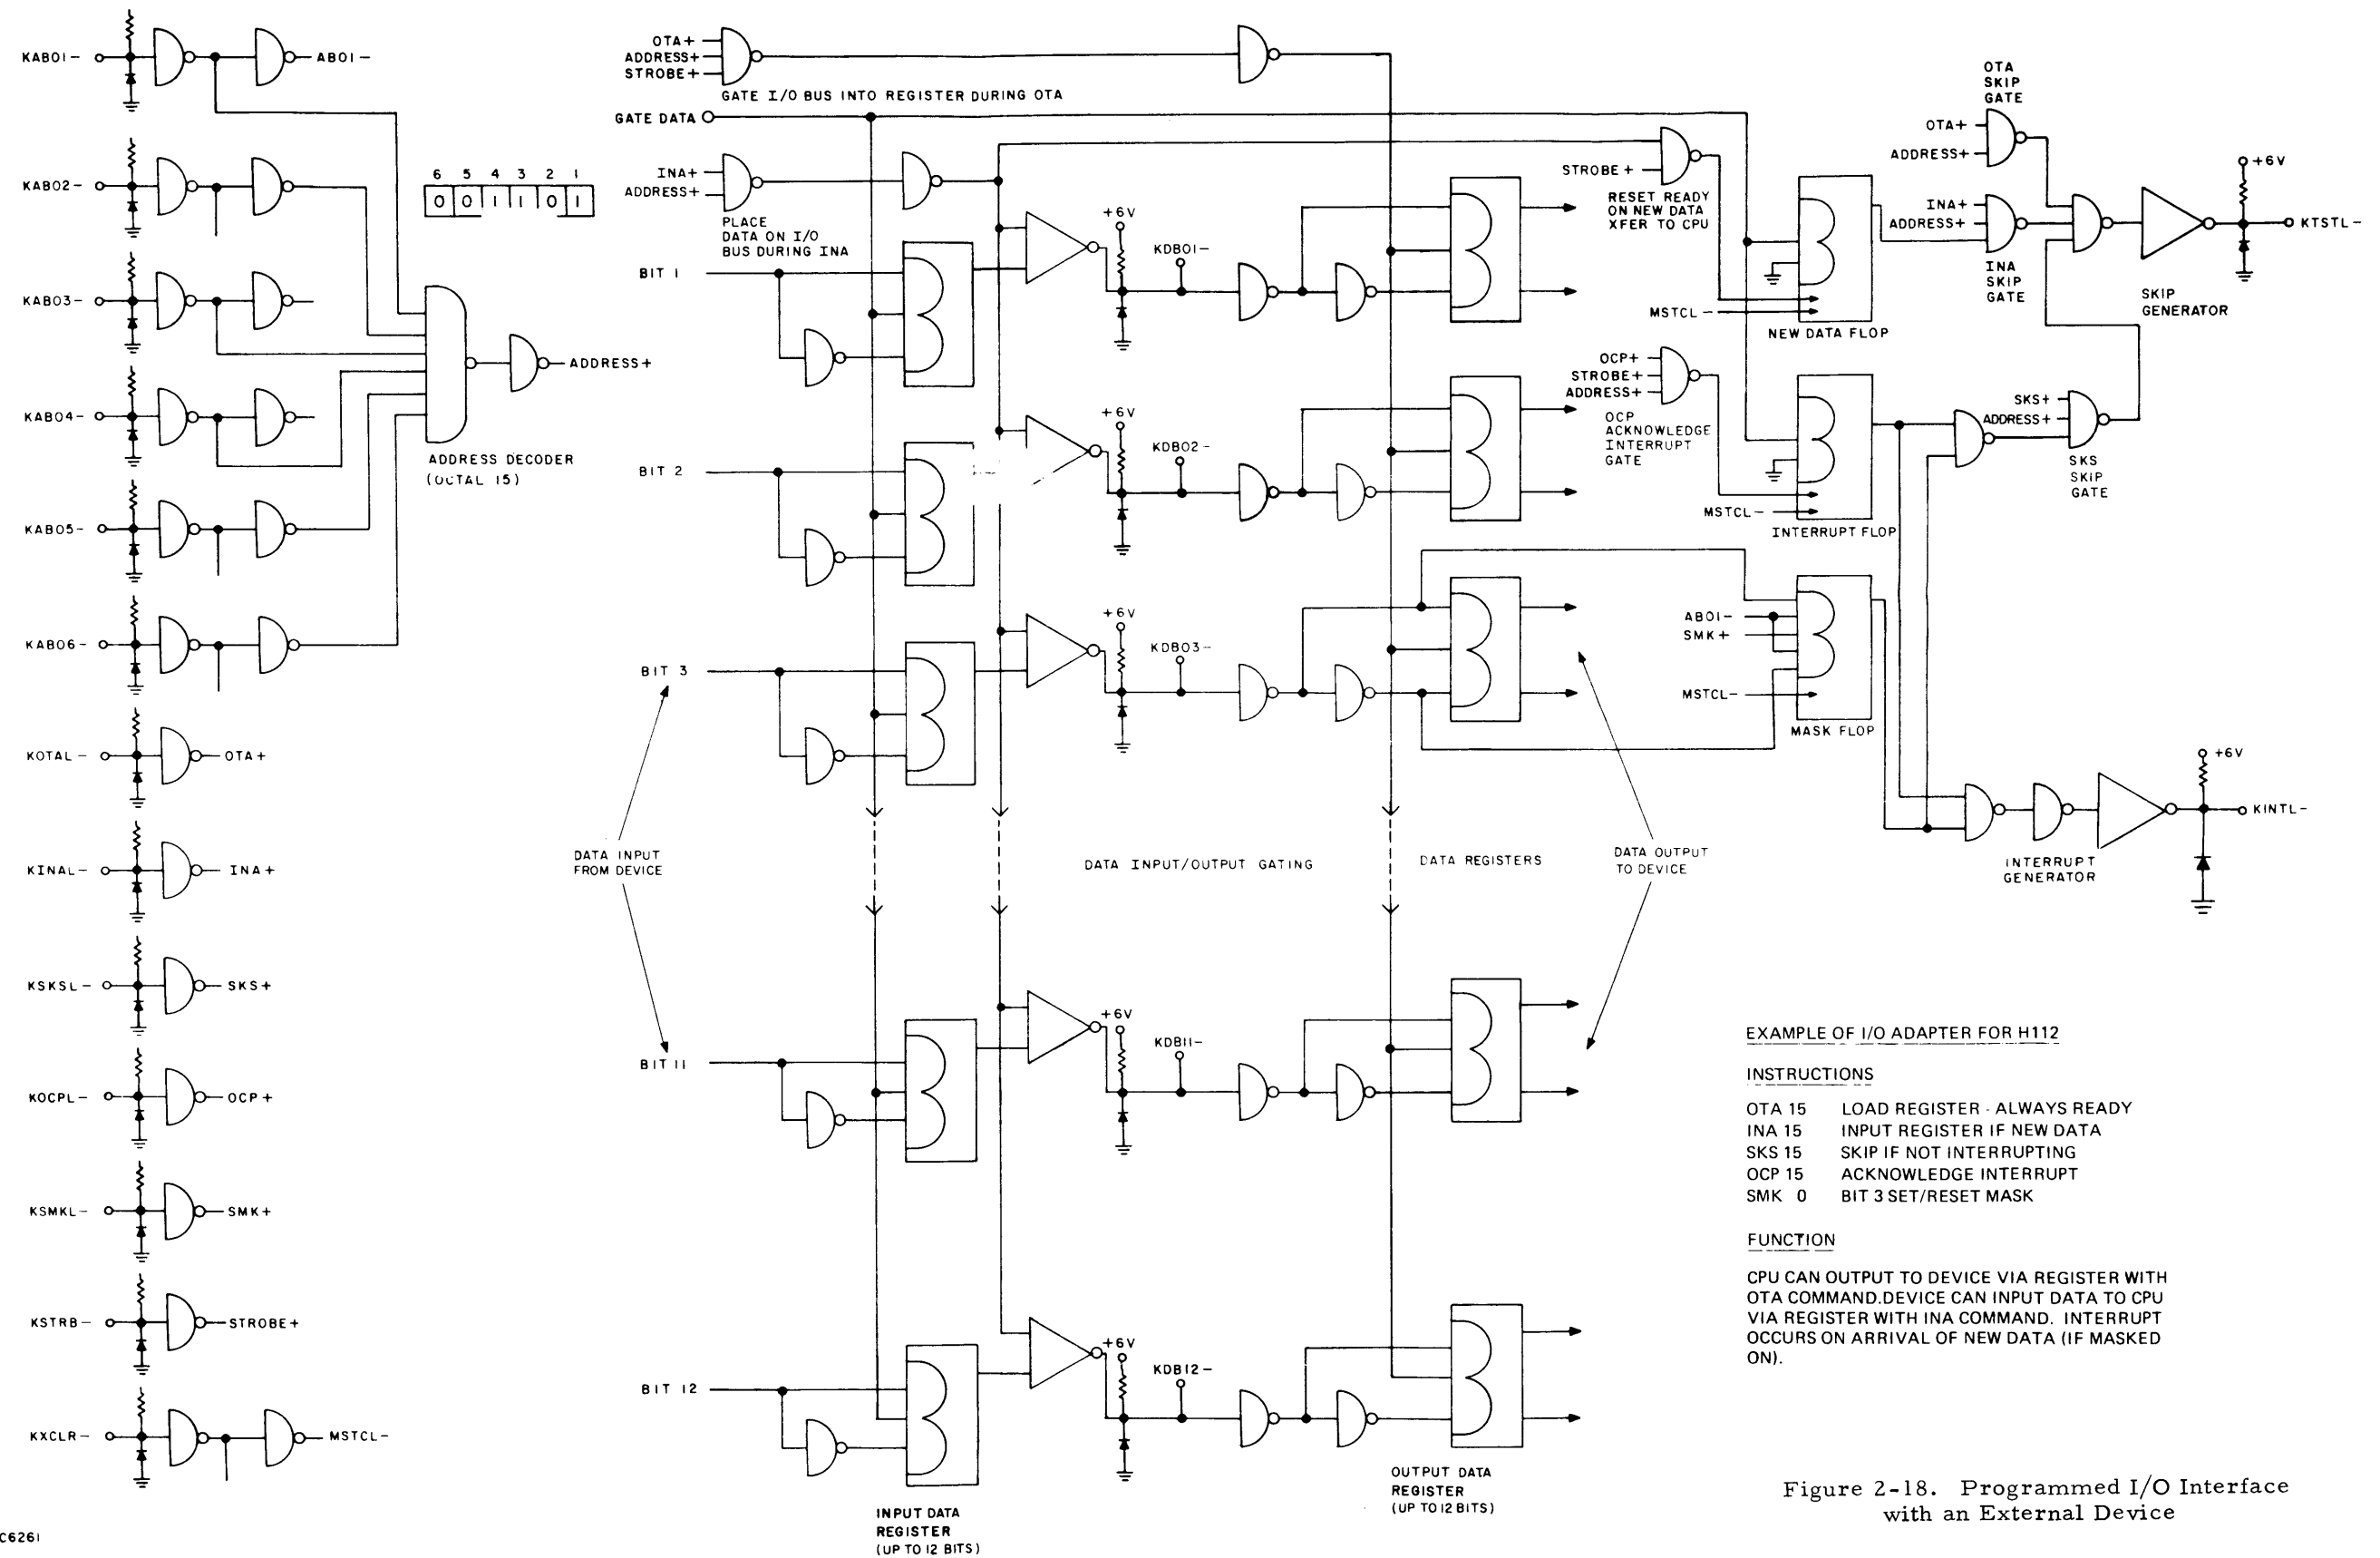 KAB01-
AB01-
KAB02-
KAB03-
KAB04-
KAB05-
KAB06-
KOTAL-
OTA+
KINAL-
INA+
KSKSL-
SKS+
KOCPL-
OCP+
KSMKL-
SMK+
KSTRB-
STROBE+
KXCLR-
MSTCL-
C6261
6 5 4 3 2 1
0 0 1 1 0 1
ADDRESS+
ADDRESS DECODER
(OCTAL 15)
OTA+
ADDRESS+
STROBE+
GATE I/O BUS INTO REGISTER DURING OTA
GATE DATA
INA+
ADDRESS+
PLACE
DATA ON I/O
BUS DURING INA
BIT 1
BIT 2
BIT 3
DATA INPUT
FROM DEVICE
BIT 11
BIT 12
INPUT DATA
REGISTER
(UP TO 12 BITS)
+6V
KDB01-
+6V
KDB02-
+6V
KDB03-
DATA INPUT/OUTPUT GATING
DATA REGISTERS
DATA OUTPUT
TO DEVICE
+6V
KDB11-
+6V
KDB12-
OUTPUT DATA
REGISTER
(UP TO 12 BITS)
STROBE+
RESET READY
ON NEW DATA
XFER TO CPU
MSTCL-
NEW DATA FLOP
OCP+
STROBE+
ADDRESS+
OCP
ACKNOWLEDGE
INTERRUPT
GATE
MSTCL-
INTERRUPT FLOP
AB01-
SMK+
MSTCL-
MASK FLOP
OTA
SKIP
GATE
OTA+
ADDRESS+
INA+
ADDRESS+
INA
SKIP
GATE
+6V
KTSTL-
SKIP
GENERATOR
SKS+
ADDRESS+
SKS
SKIP
GATE
+6V
KINTL-
INTERRUPT
GENERATOR
EXAMPLE OF I/O ADAPTER FOR H112
INSTRUCTIONS
OTA 15 LOAD REGISTER - ALWAYS READY
INA 15 INPUT REGISTER IF NEW DATA
SKS 15 SKIP IF NOT INTERRUPTING
OCP 15 ACKNOWLEDGE INTERRUPT
SMK 0 BIT 3 SET/RESET MASK
FUNCTION
CPU CAN OUTPUT TO DEVICE VIA REGISTER WITH
OTA COMMAND.DEVICE CAN INPUT DATA TO CPU
VIA REGISTER WITH INA COMMAND. INTERRUPT
OCCURS ON ARRIVAL OF NEW DATA (IF MASKED
ON).
Figure 2-18. Programmed I/O Interface
with an External Device